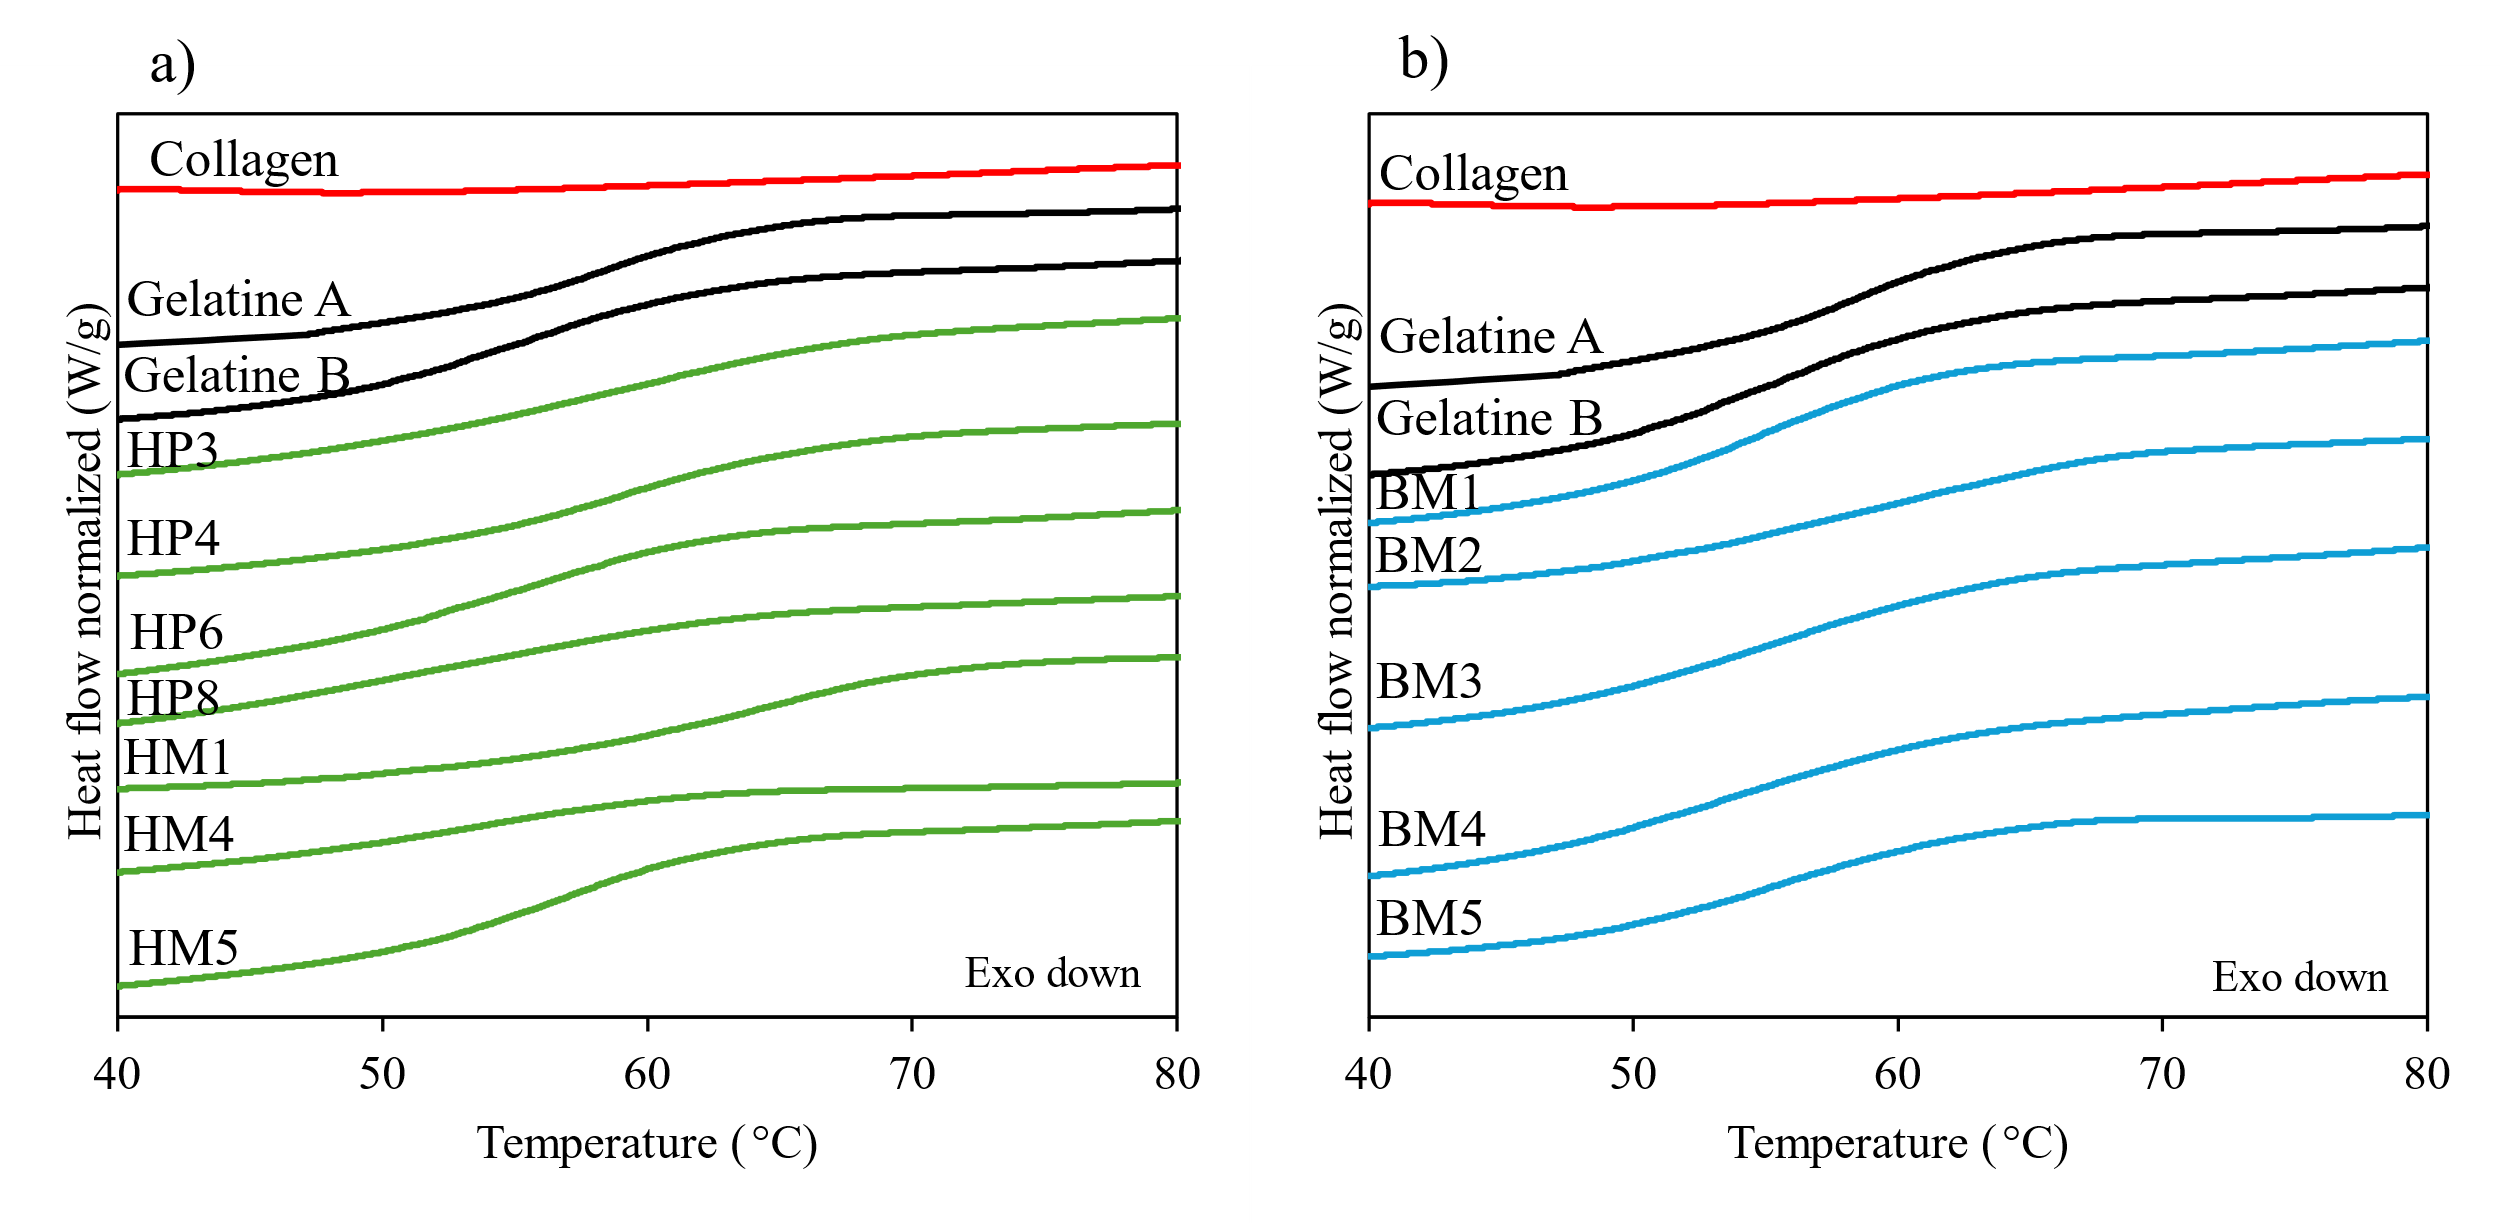 a)
Heat flow normalized (W/g)
Collagen
Gelatine A
Gelatine B
HP3
HP4
HP6
HP8
HM1
HM4
HM5
Exo down
40 50 60 70 80
Temperature (°C)
b)
Heat flow normalized (W/g)
Collagen
Gelatine A
Gelatine B
BM1
BM2
BM3
BM4
BM5
Exo down
40 50 60 70 80
Temperature (°C)